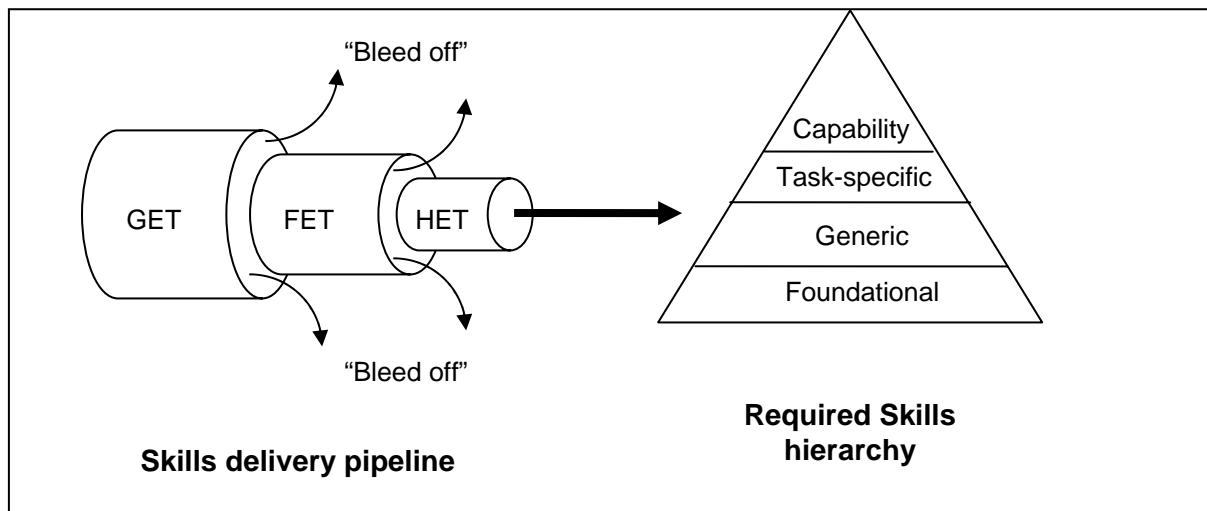 “Bleed off”
GET
FET
HET
“Bleed off”
Skills delivery pipeline
Capability
Task-specific
Generic
Foundational
Required Skills
hierarchy